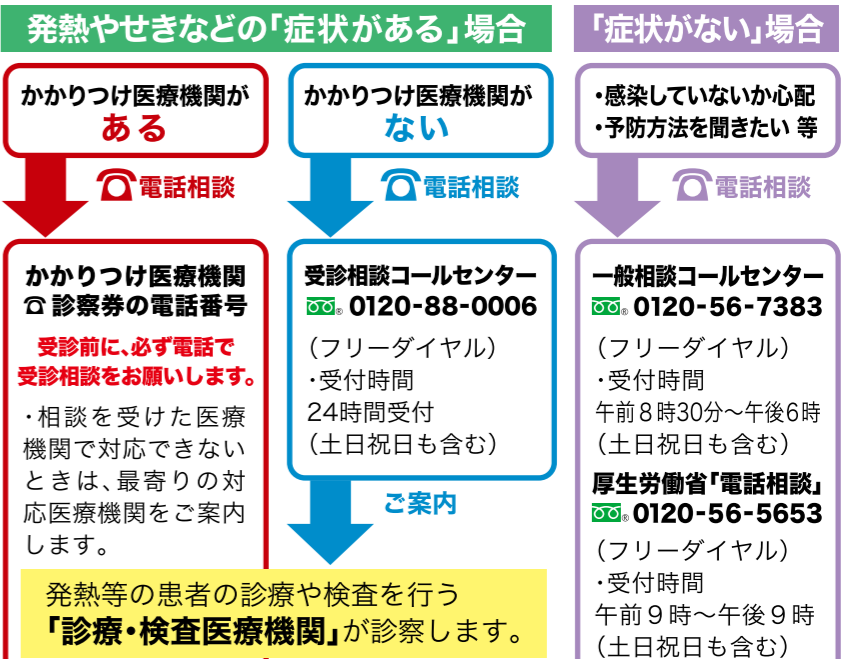 発熱やせきなどの「症状がある」場合
かかりつけ医療機関が
ある
電話相談
かかりつけ医療機関
☎診察券の電話番号
受診前に、必ず電話で
受診相談をお願いします。
・相談を受けた医療
機関で対応できない
ときは、最寄りの対
応医療機関をご案内
します。
かかりつけ医療機関が
ない
電話相談
受診相談コールセンター
® 0120-88-0006
（フリーダイヤル）
・受付時間
24時間受付
（土日祝日も含む）
ご案内
発熱等の患者の診療や検査を行う
「診療・検査医療機関」が診察します。
「症状がない」場合
・感染していないか心配
・予防方法を聞きたい 等
電話相談
一般相談コールセンター
® 0120-56-7383
（フリーダイヤル）
・受付時間
午前８時30分～午後6時
（土日祝日も含む）
厚生労働省「電話相談」
® 0120-56-5653
（フリーダイヤル）
・受付時間
午前９時～午後９時
（土日祝日も含む）